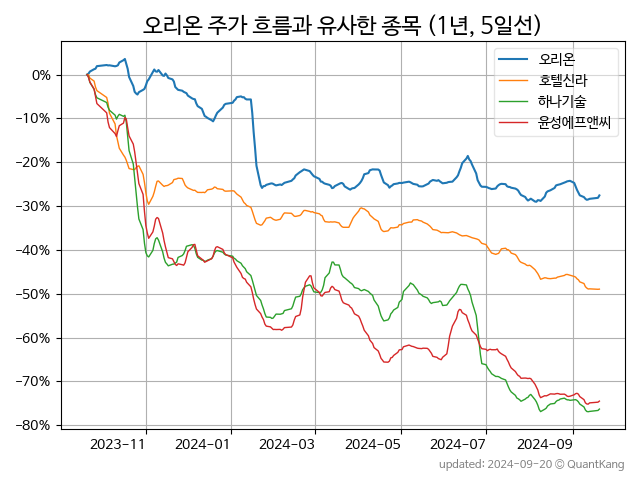 오리온 주가 흐름과 유사한 종목 (1년, 5일선)
오리온
호텔신라
하나기술
윤성에프앤씨
0%
−10%
−20%
−30%
−40%
−50%
−60%
−70%
−80%
2023-11 2024-01 2024-03 2024-05 2024-07 2024-09
updated: 2024-09-20 @ QuantKang